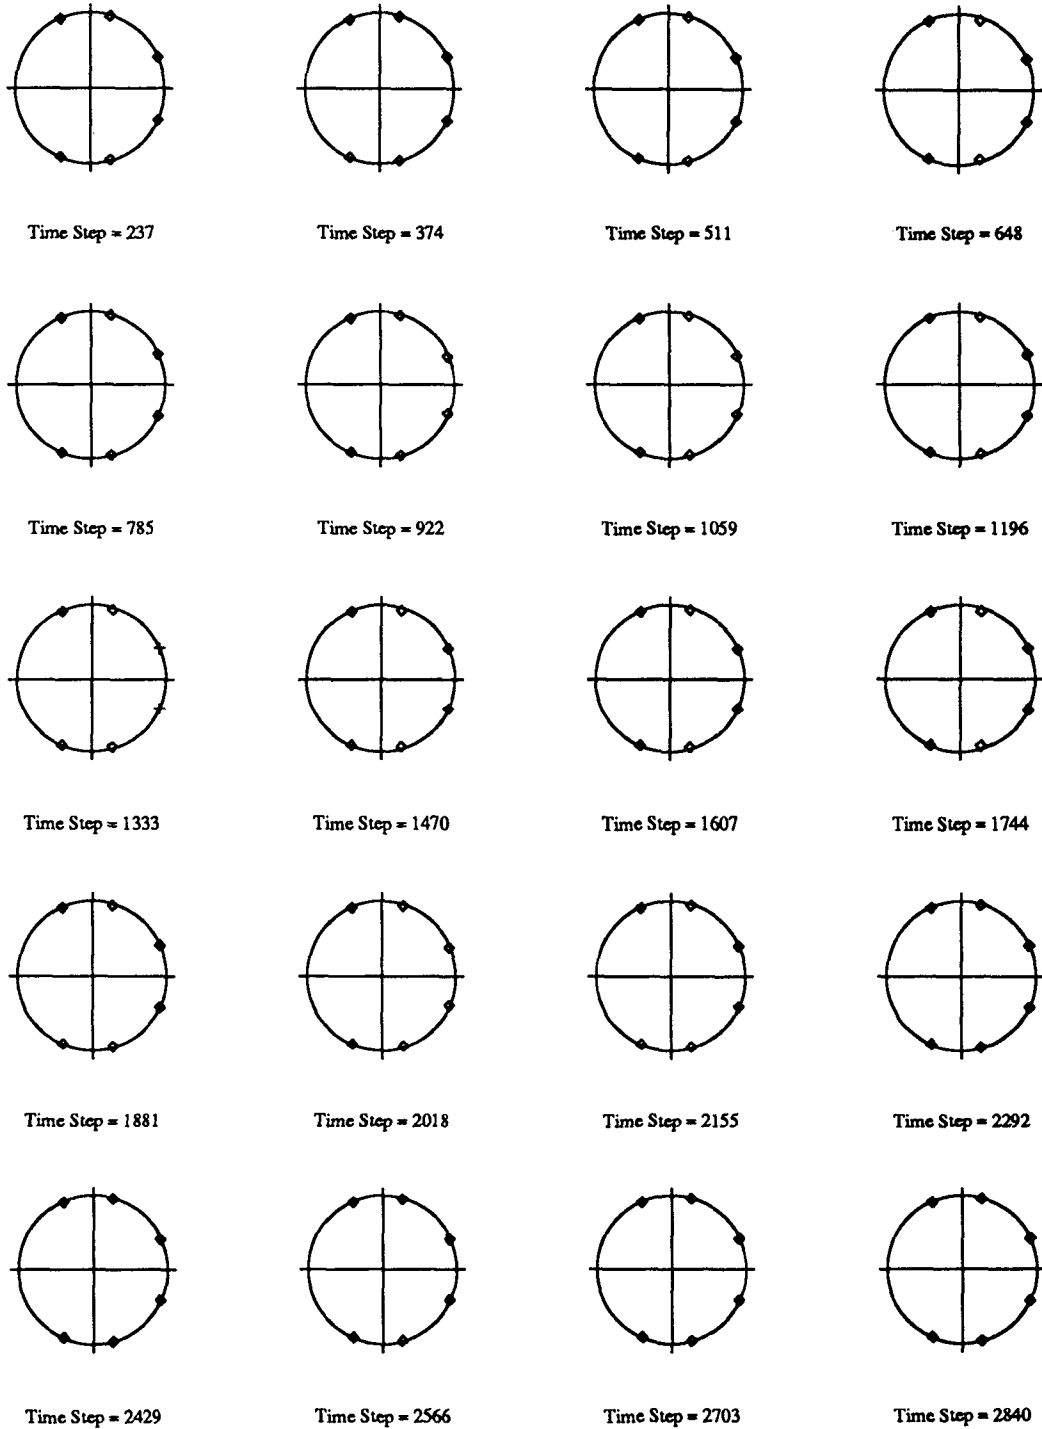 Time Step = 237
Time Step = 374
Time Step = 511
Time Step = 648
Time Step = 785
Time Step = 922
Time Step = 1059
Time Step = 1196
Time Step = 1333
Time Step = 1470
Time Step = 1607
Time Step = 1744
Time Step = 1881
Time Step = 2018
Time Step = 2155
Time Step = 2292
Time Step = 2429
Time Step = 2566
Time Step = 2703
Time Step = 2840